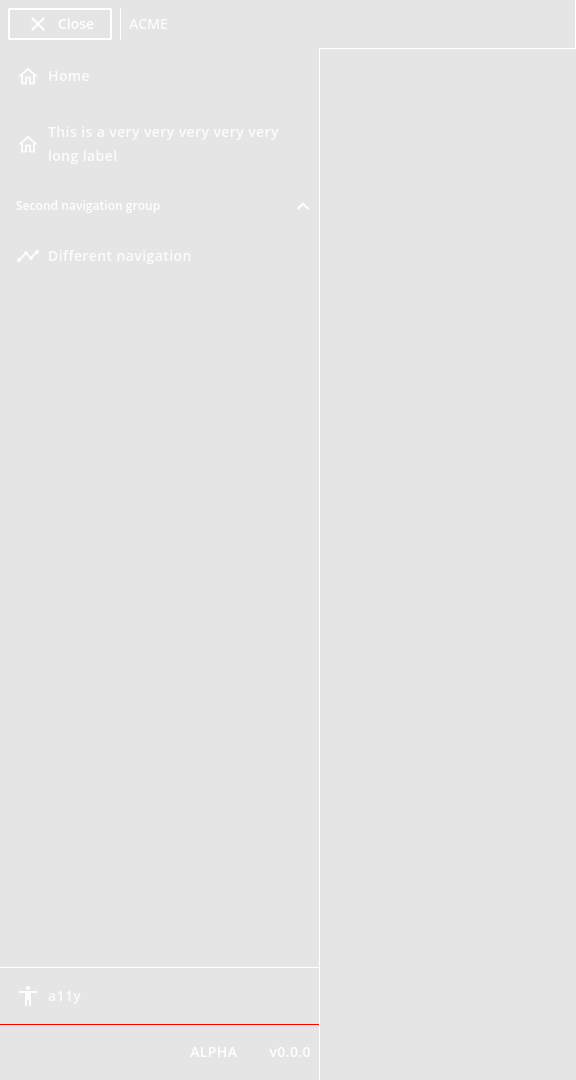 Close
ACME
Home
This is a very very very very very
long label
Second navigation group
Different navigation
a11y
ALPHA
v0.0.0